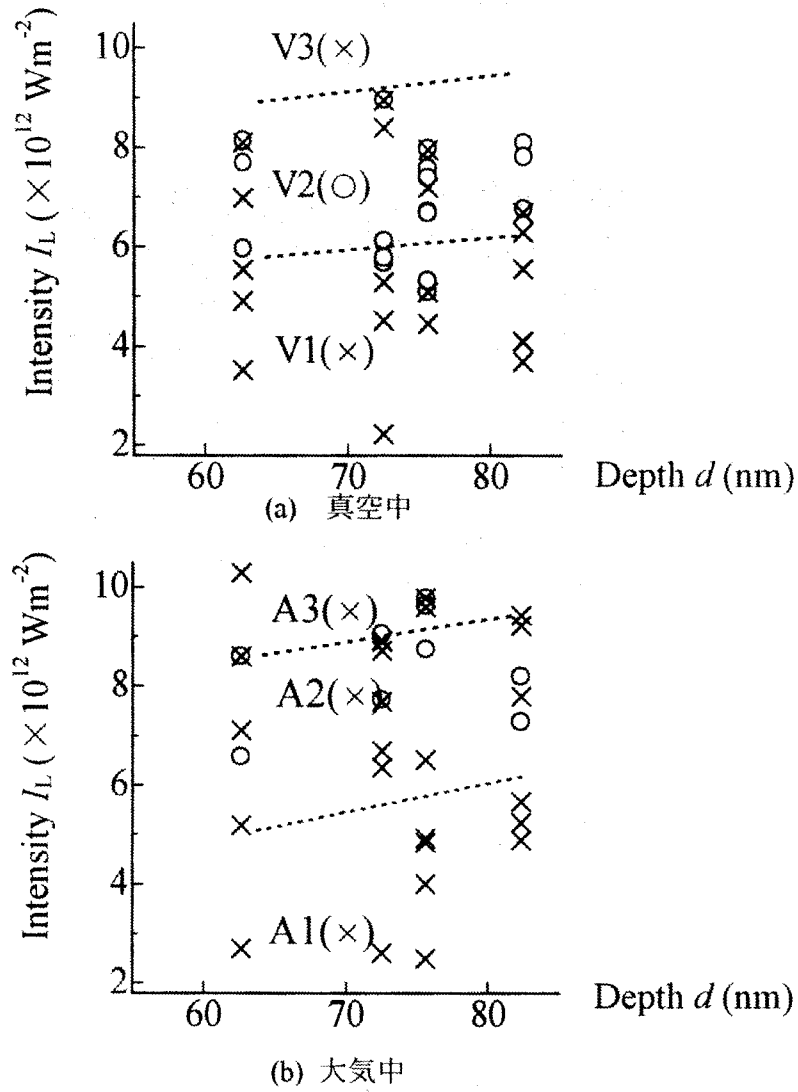 10
8
6
4
2
Intensity I_L (×10^12 Wm^-2)
V3(×)
V2(○)
V1(×)
60 70 80 Depth d (nm)
(a) 真空中
10
8
6
4
2
Intensity I_L (×10^12 Wm^-2)
A3(×)
A2(×)
A1(×)
60 70 80 Depth d (nm)
(b) 大気中